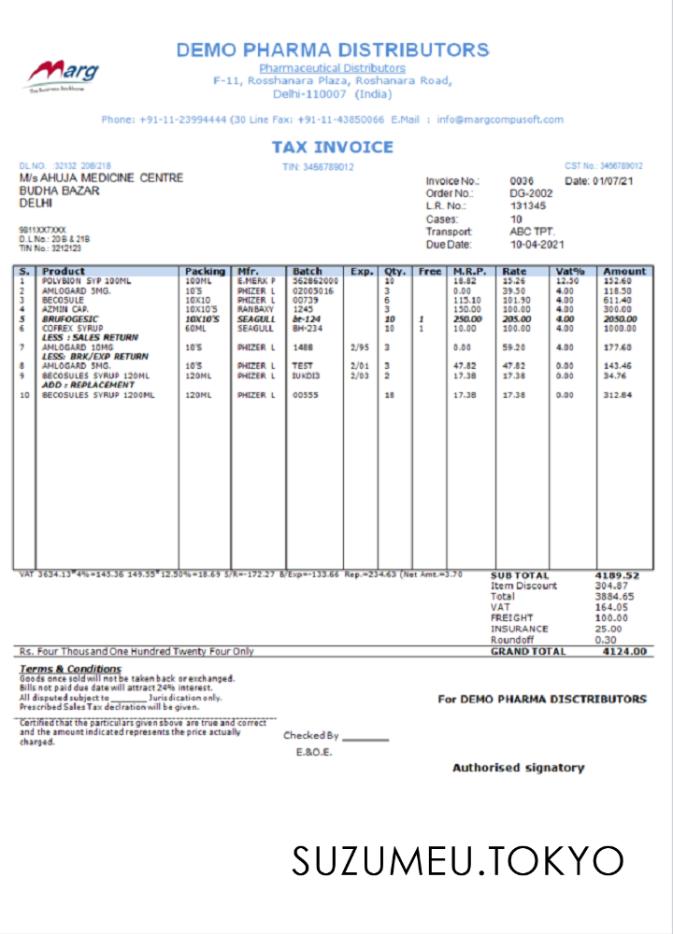 Marg
DEMO PHARMA DISTRIBUTORS
Pharmaceutical Distributors
F-11, Rosshanara Plaza, Roshanara Road,
Delhi-110007 (India)
Phone: +91-11-23994444 (30 Line Fax: +91-11-43850066 E.Mail : info@margcompusoft.com
TAX INVOICE
DL.NO. :32132 20B/21B TIN: 3456789012 CST No.: 3456789012
M/s AHUJA MEDICINE CENTRE
BUDHA BAZAR
DELHI
9811XX7XXX
D.L.No.: 20B & 21B
TIN No.: 3212123
Invoice No.: 0036 Date: 01/07/21
Order No.: DG-2002
L.R. No.: 131345
Cases: 10
Transport ABC TPT.
Due Date: 10-04-2021
S. Product Packing Mfr. Batch Exp. Qty. Free M.R.P. Rate Vat% Amount
1 POLYBION SYP 100ML 100ML E.MERK P 562862000 10 18.82 15.26 12.50 152.60
2 AMLOGARD 5MG. 10'S PHIZER L 02005016 3 0.00 39.50 4.00 118.50
3 BECOSULE 10X10 PHIZER L 00739 6 115.10 101.90 4.00 611.40
4 AZMIN CAP. 10X10'S RANBAXY 1245 3 150.00 100.00 4.00 300.00
5 BRUFOGESIC 10X10'S SEAGULL br-124 10 1 250.00 205.00 4.00 2050.00
6 COFREX SYRUP 60ML SEAGULL BH-234 10 1 10.00 100.00 4.00 1000.00
LESS : SALES RETURN
7 AMLOGARD 10MG 10'S PHIZER L 1488 2/95 3 0.00 59.20 4.00 177.60
LESS: BRK/EXP RETURN
8 AMLOGARD 5MG. 10'S PHIZER L TEST 2/01 3 47.82 47.82 0.00 143.46
9 BECOSULES SYRUP 120ML 120ML PHIZER L IUKDI3 2/03 2 17.38 17.38 0.00 34.76
ADD : REPLACEMENT
10 BECOSULES SYRUP 1200ML 120ML PHIZER L 00555 18 17.38 17.38 0.00 312.84
VAT 3634.13*4%=145.36 149.55*12.50%=18.69 S/R=-172.27 B/Exp=-133.66 Rep.=234.63 (Net Amt.=3.70
SUB TOTAL 4189.52
Item Discount 304.87
Total 3884.65
VAT 164.05
FREIGHT 100.00
INSURANCE 25.00
Roundoff 0.30
Rs. Four Thousand One Hundred Twenty Four Only GRAND TOTAL 4124.00
Terms & Conditions
Goods once sold will not be taken back or exchanged.
Bills not paid due date will attract 24% interest.
All disputed subject to _______ Jurisdication only.
Prescribed Sales Tax declration will be given.
For DEMO PHARMA DISCTRIBUTORS
Certified that the particulars given above are true and correct
and the amount indicated represents the price actually
charged.
Checked By ________
E.&O.E.
Authorised signatory
SUZUMEU.TOKYO